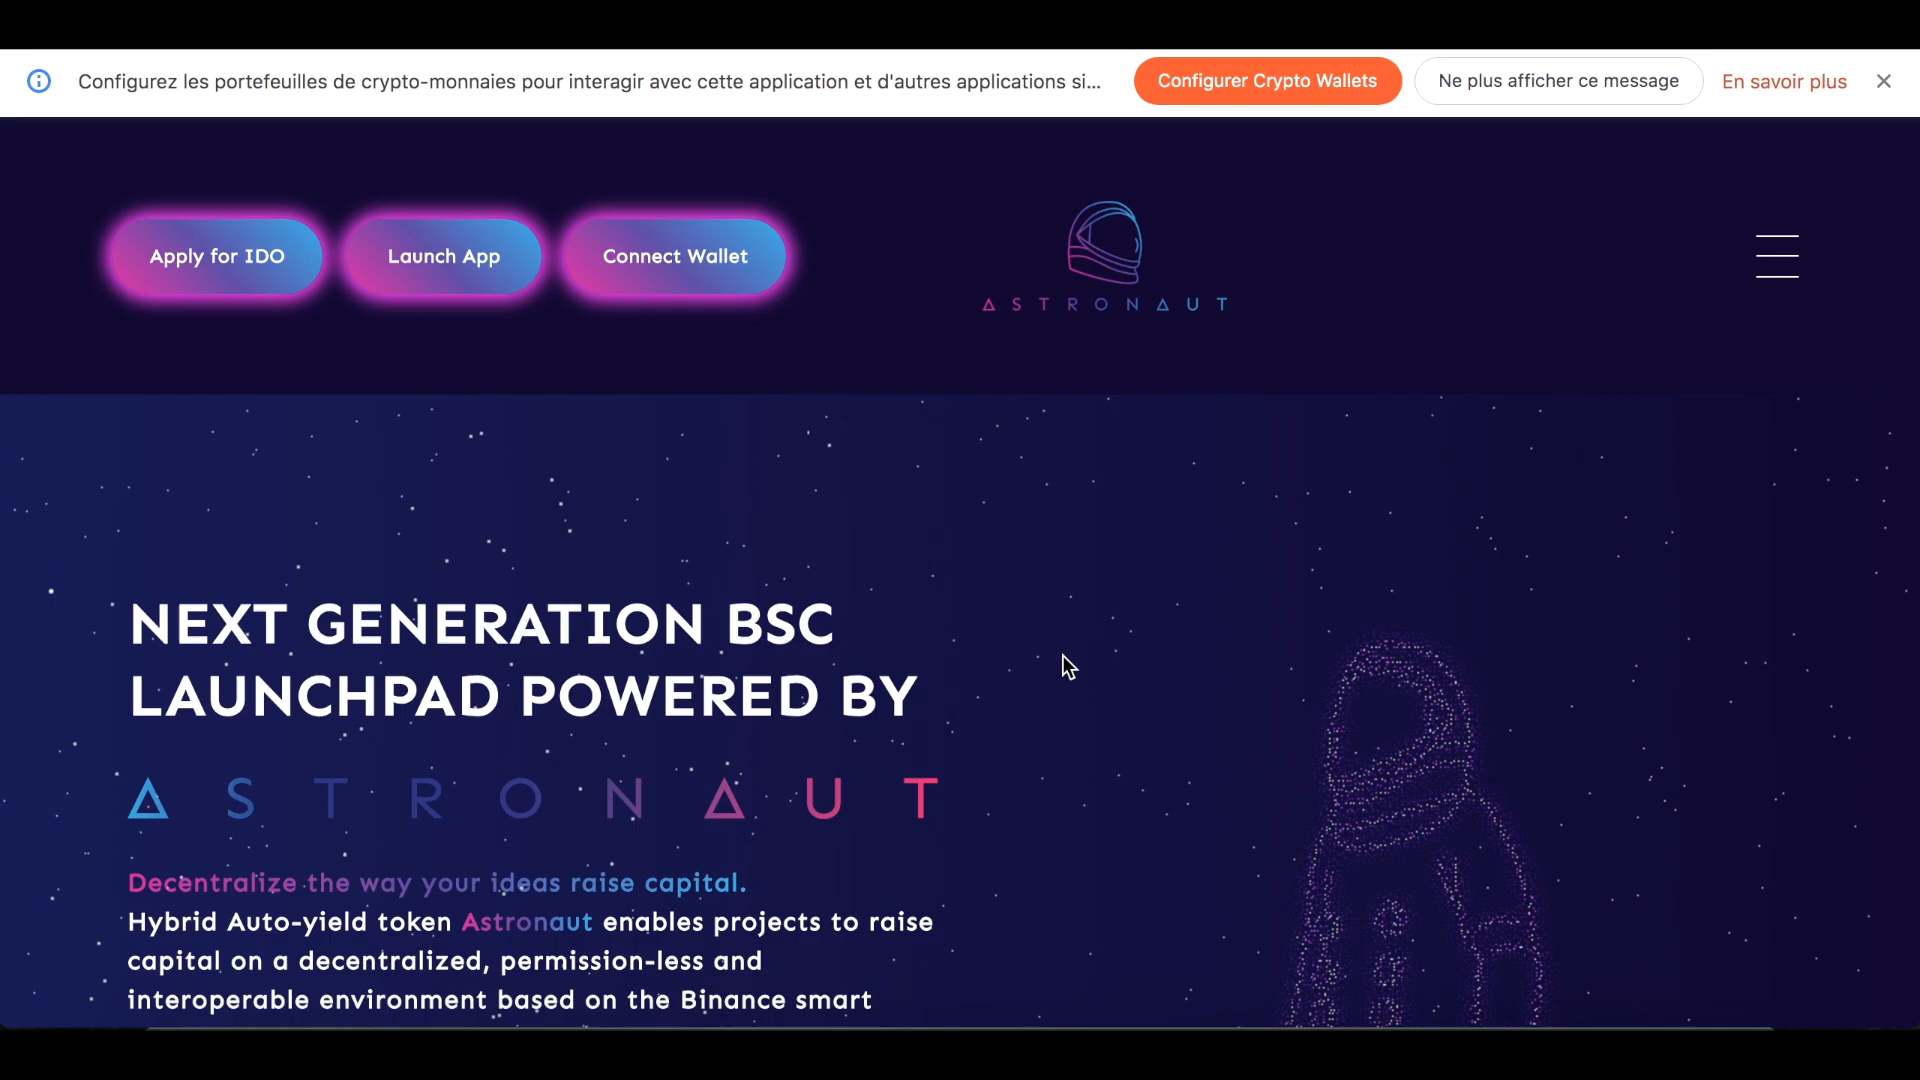 Configurez les portefeuilles de crypto-monnaies pour interagir avec cette application et d'autres applications si...
Configurer Crypto Wallets
Ne plus afficher ce message
En savoir plus
Apply for IDO
Launch App
Connect Wallet
ASTRONAUT
NEXT GENERATION BSC
LAUNCHPAD POWERED BY
ASTRONAUT
Decentralize the way your ideas raise capital.
Hybrid Auto-yield token Astronaut enables projects to raise
capital on a decentralized, permission-less and
interoperable environment based on the Binance smart